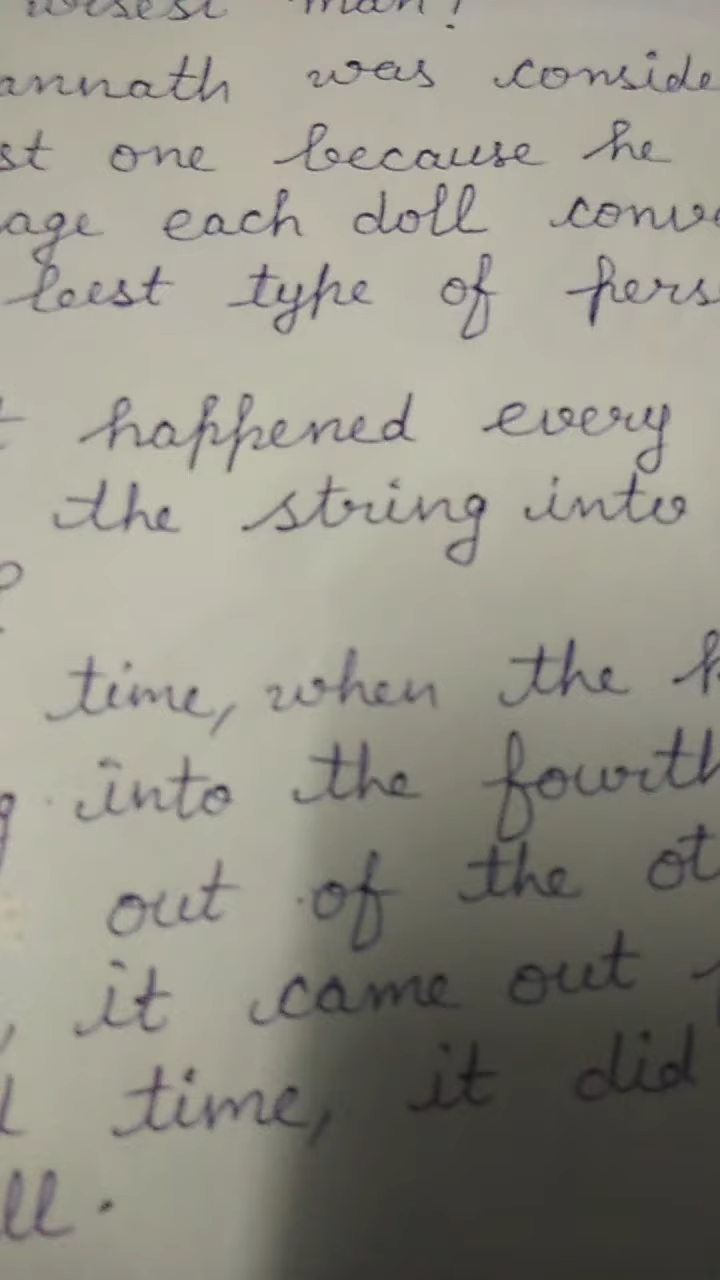 wisest man?
annath was conside
st one because he
age each doll conve
best type of pers
t happened every
the string into
?
time, when the k
g into the fourth
out of the ot
, it came out
d time, it did
ll.